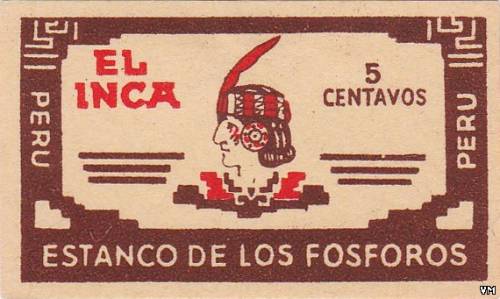 EL
INCA
5
CENTAVOS
PERU
PERU
ESTANCO DE LOS FOSFOROS
VM